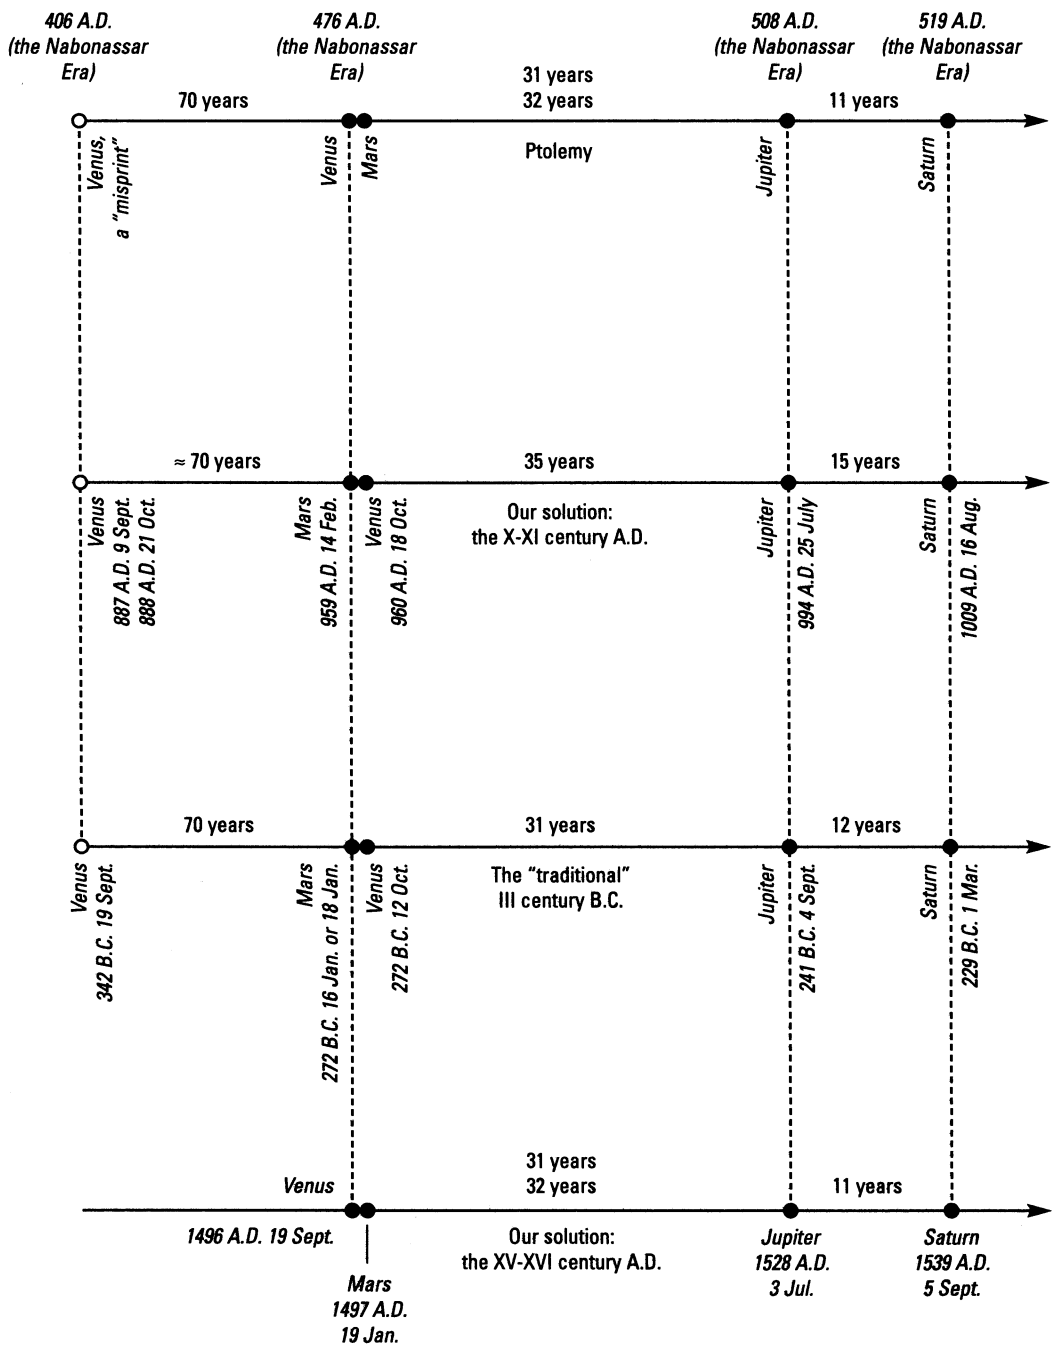 406 A.D.
(the Nabonassar
Era)
476 A.D.
(the Nabonassar
Era)
508 A.D.
(the Nabonassar
Era)
519 A.D.
(the Nabonassar
Era)
70 years
31 years
32 years
11 years
Venus,
a "misprint"
Venus
Mars
Ptolemy
Jupiter
Saturn
≈ 70 years
35 years
15 years
Venus
887 A.D. 9 Sept.
888 A.D. 21 Oct.
Mars
959 A.D. 14 Feb.
Venus
960 A.D. 18 Oct.
Our solution:
the X-XI century A.D.
Jupiter
994 A.D. 25 July
Saturn
1009 A.D. 16 Aug.
70 years
31 years
12 years
Venus
342 B.C. 19 Sept.
Mars
272 B.C. 16 Jan. or 18 Jan.
Venus
272 B.C. 12 Oct.
The "traditional"
III century B.C.
Jupiter
241 B.C. 4 Sept.
Saturn
229 B.C. 1 Mar.
Venus
31 years
32 years
11 years
1496 A.D. 19 Sept.
Mars
1497 A.D.
19 Jan.
Our solution:
the XV-XVI century A.D.
Jupiter
1528 A.D.
3 Jul.
Saturn
1539 A.D.
5 Sept.